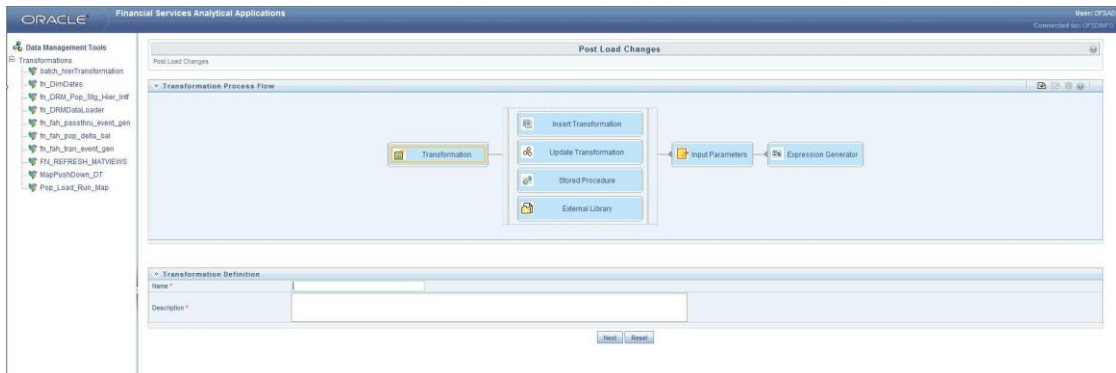 ORACLE
Financial Services Analytical Applications
User: OFSAD
Connected to: OFSDINFO
Data Management Tools
Transformations
batch_hierTransformation
fn_DimDates
fn_DRM_Pop_Stg_Hier_Intf
fn_DRMDataLoader
fn_fah_passthru_event_gen
fn_fah_pop_delta_bal
fn_fah_tran_event_gen
FN_REFRESH_MATVIEWS
MapPushDown_DT
Pop_Load_Run_Map
Post Load Changes
Post Load Changes
» Transformation Process Flow
Transformation
Insert Transformation
Update Transformation
Stored Procedure
External Library
Input Parameters
Expression Generator
» Transformation Definition
Name *
Description *
Next
Reset